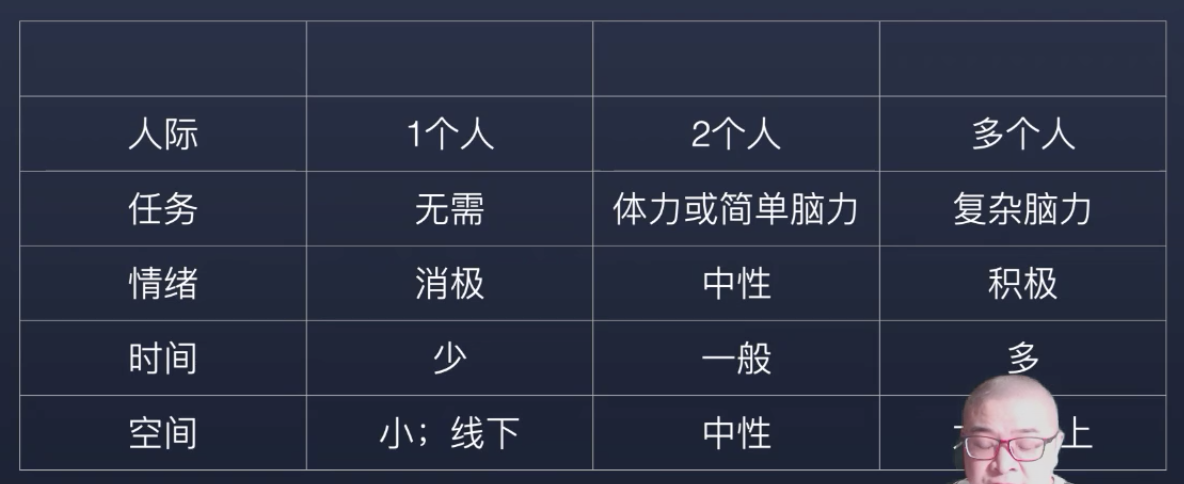 人际 1个人 2个人 多个人
任务 无需 体力或简单脑力 复杂脑力
情绪 消极 中性 积极
时间 少 一般 多
空间 小；线下 中性 上